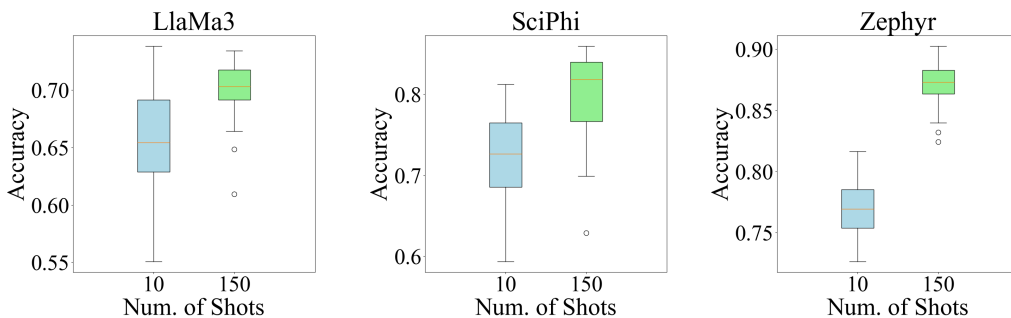 LlaMa3
Accuracy
0.70
0.65
0.60
0.55
10 150
Num. of Shots
SciPhi
Accuracy
0.8
0.7
0.6
10 150
Num. of Shots
Zephyr
Accuracy
0.90
0.85
0.80
0.75
10 150
Num. of Shots